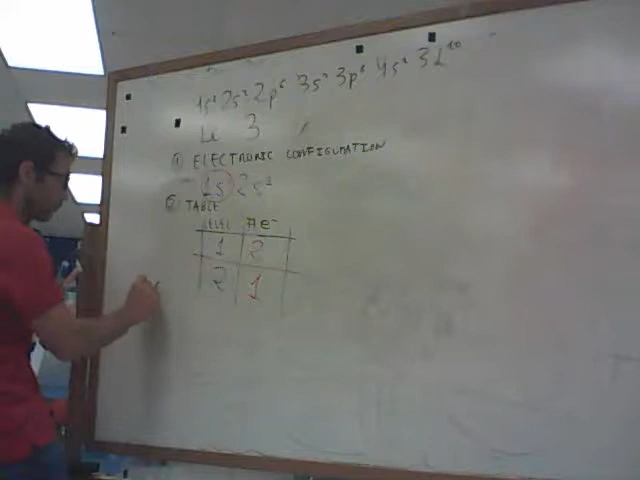 1s² 2s² 2p⁶ 3s² 3p⁶ 4s² 3d¹⁰
Li 3
① ELECTRONIC CONFIGURATION
1s² 2s¹
② TABLE
LEVEL # e⁻
1 2
2 1